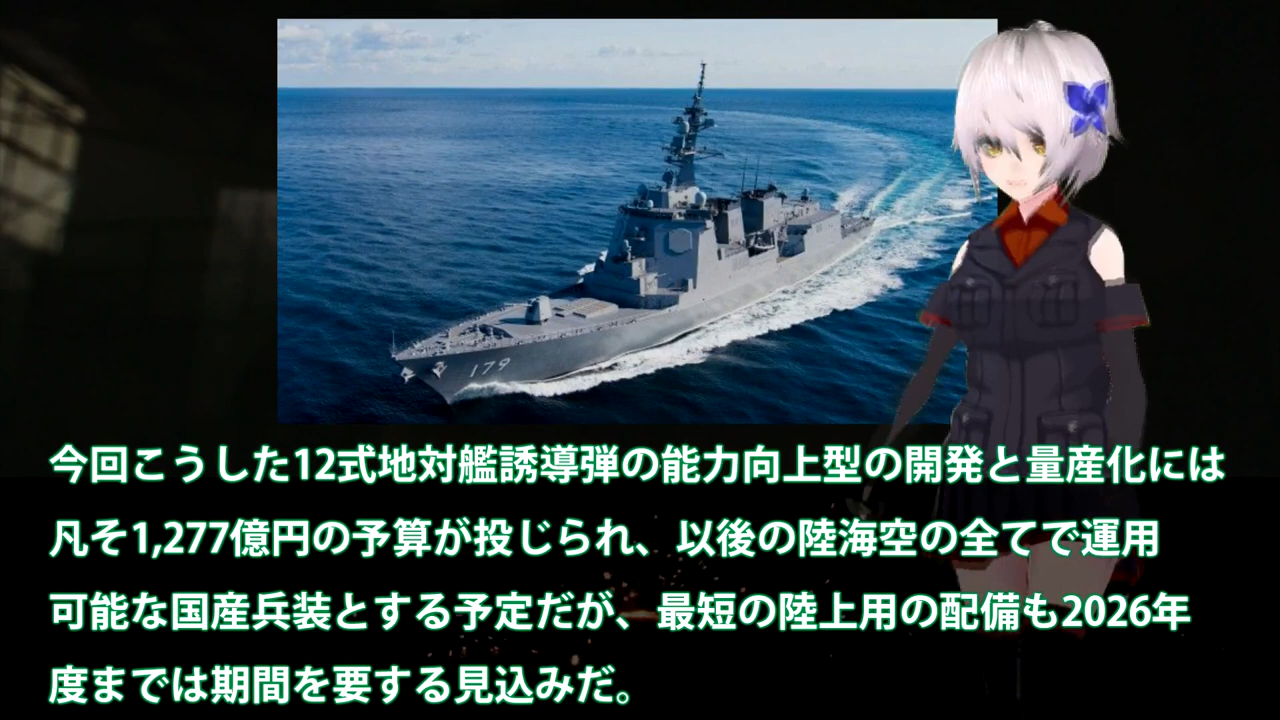 179
今回こうした12式地対艦誘導弾の能力向上型の開発と量産化には
凡そ1,277億円の予算が投じられ、以後の陸海空の全てで運用
可能な国産兵装とする予定だが、最短の陸上用の配備も2026年
度までは期間を要する見込みだ。